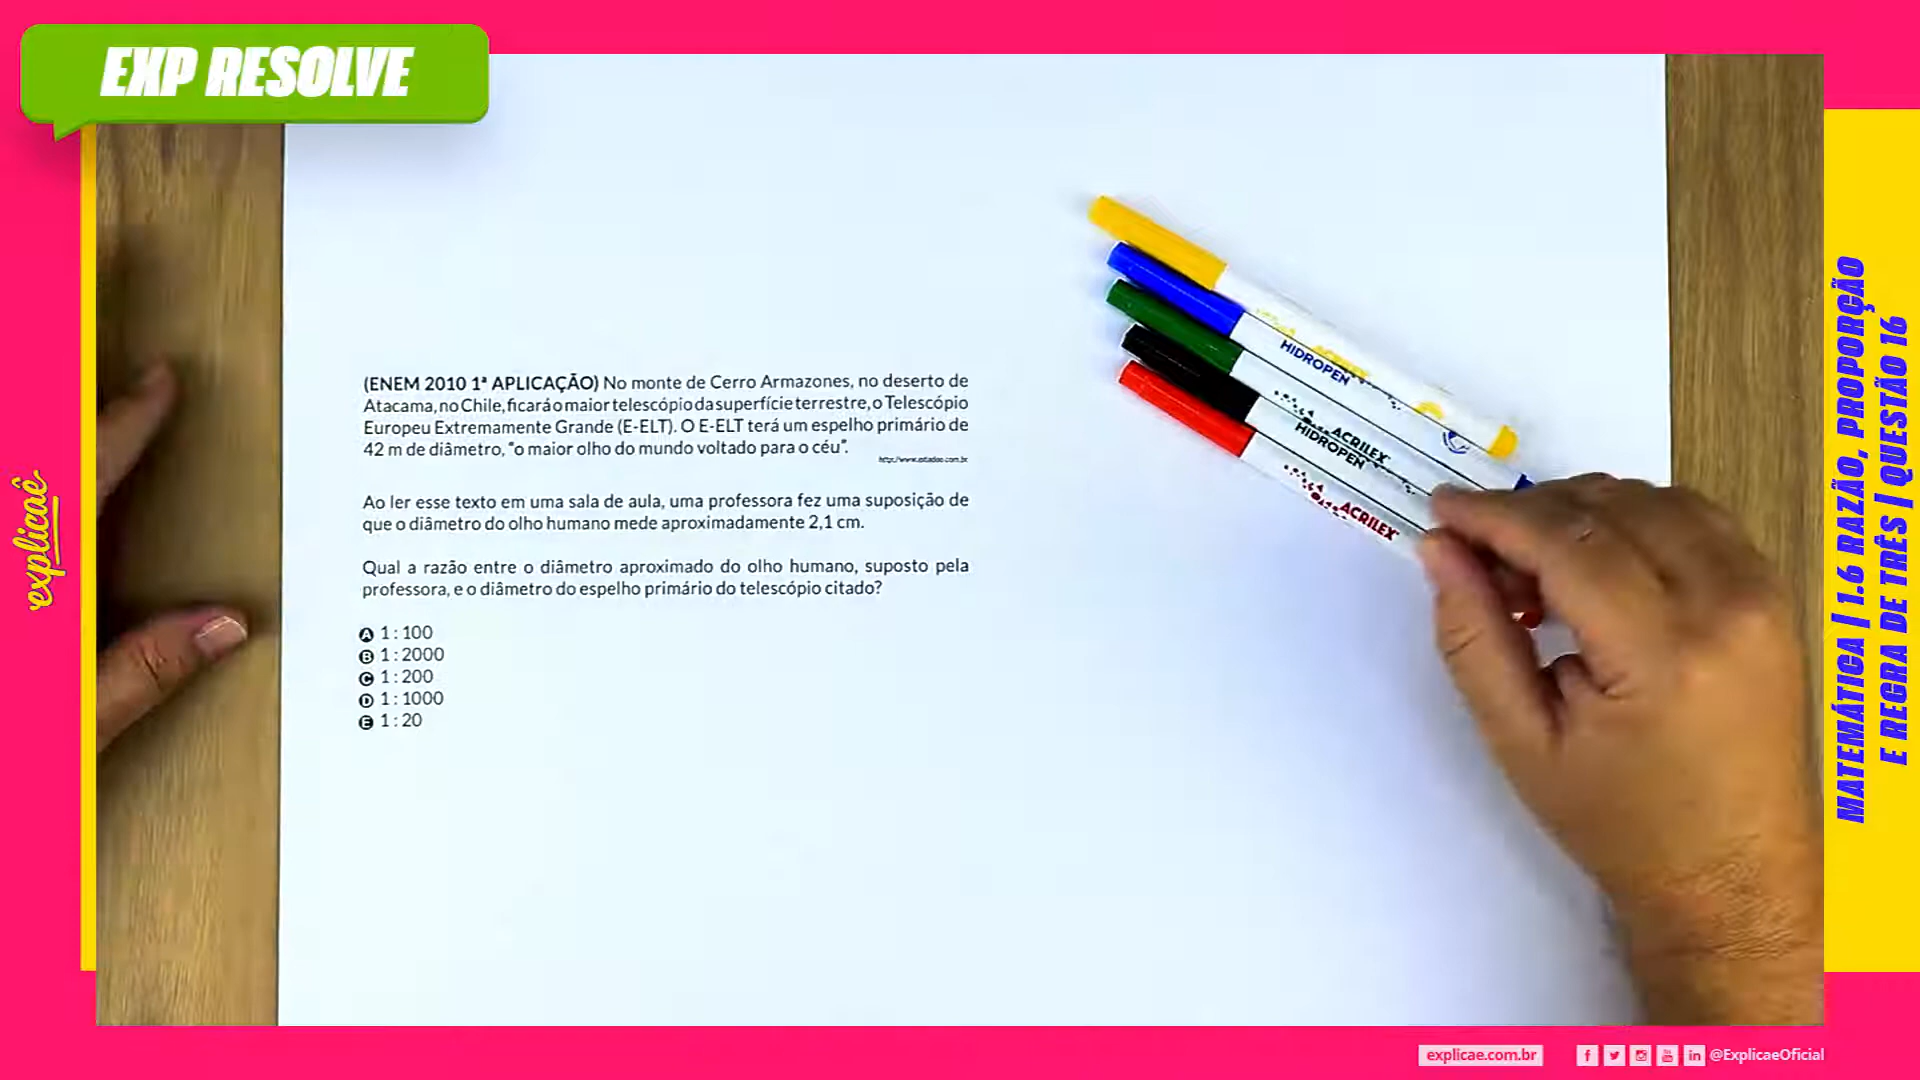 EXP RESOLVE
(ENEM 2010 1ª APLICAÇÃO) No monte de Cerro Armazones, no deserto de
Atacama, no Chile, ficará o maior telescópio da superfície terrestre, o Telescópio
Europeu Extremamente Grande (E-ELT). O E-ELT terá um espelho primário de
42 m de diâmetro, “o maior olho do mundo voltado para o céu”.
http://www.estadao.com.br
Ao ler esse texto em uma sala de aula, uma professora fez uma suposição de
que o diâmetro do olho humano mede aproximadamente 2,1 cm.
Qual a razão entre o diâmetro aproximado do olho humano, suposto pela
professora, e o diâmetro do espelho primário do telescópio citado?
A 1 : 100
B 1 : 2000
C 1 : 200
D 1 : 1000
E 1 : 20
ACRILEX
HIDROPEN
ACRILEX
HIDROPEN
ACRILEX
explicaê
MATEMÁTICA | 1.6 RAZÃO, PROPORÇÃO
E REGRA DE TRÊS | QUESTÃO 16
explicae.com.br
@ExplicaeOficial